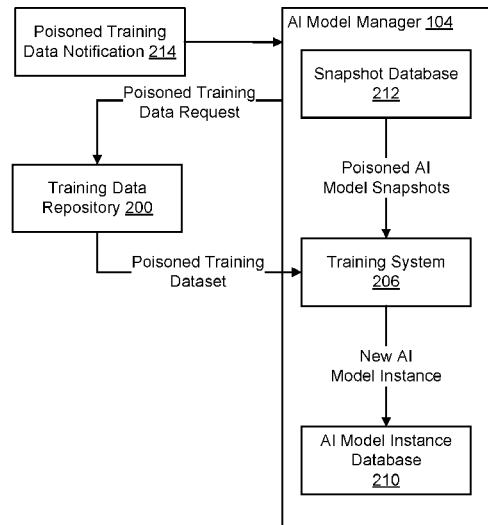 Poisoned Training
Data Notification 214
AI Model Manager 104
Snapshot Database
212
Poisoned Training
Data Request
Poisoned AI
Model Snapshots
Training Data
Repository 200
Poisoned Training
Dataset
Training System
206
New AI
Model Instance
AI Model Instance
Database
210